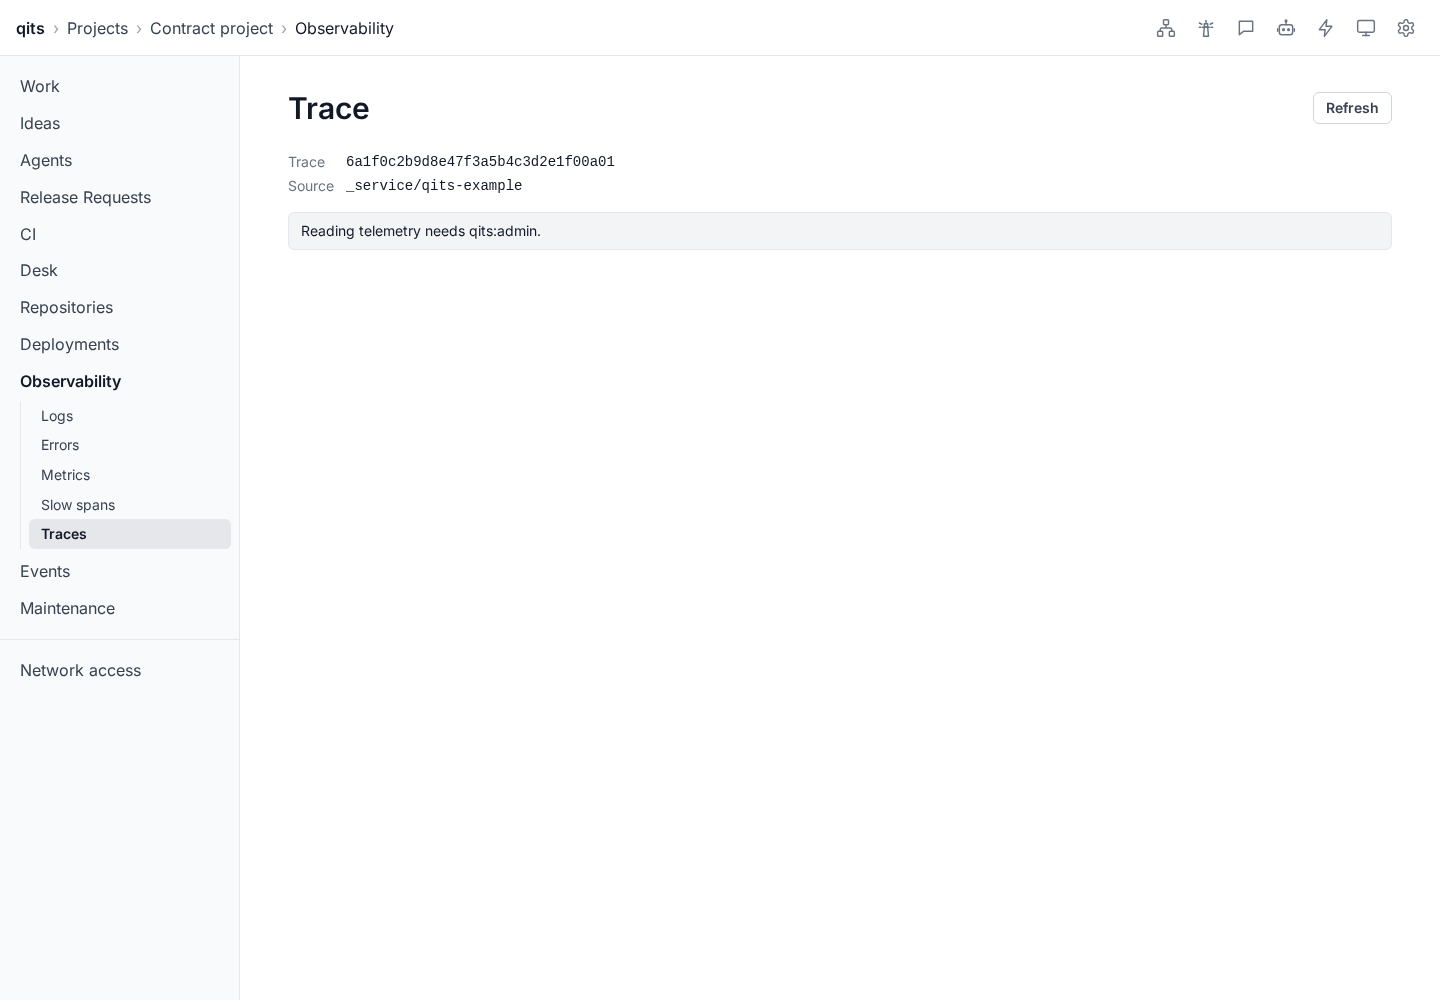 qits › Projects › Contract project › Observability
Work
Ideas
Agents
Release Requests
CI
Desk
Repositories
Deployments
Observability
Logs
Errors
Metrics
Slow spans
Traces
Events
Maintenance
Network access
Trace
Refresh
Trace 6a1f0c2b9d8e47f3a5b4c3d2e1f00a01
Source _service/qits-example
Reading telemetry needs qits:admin.